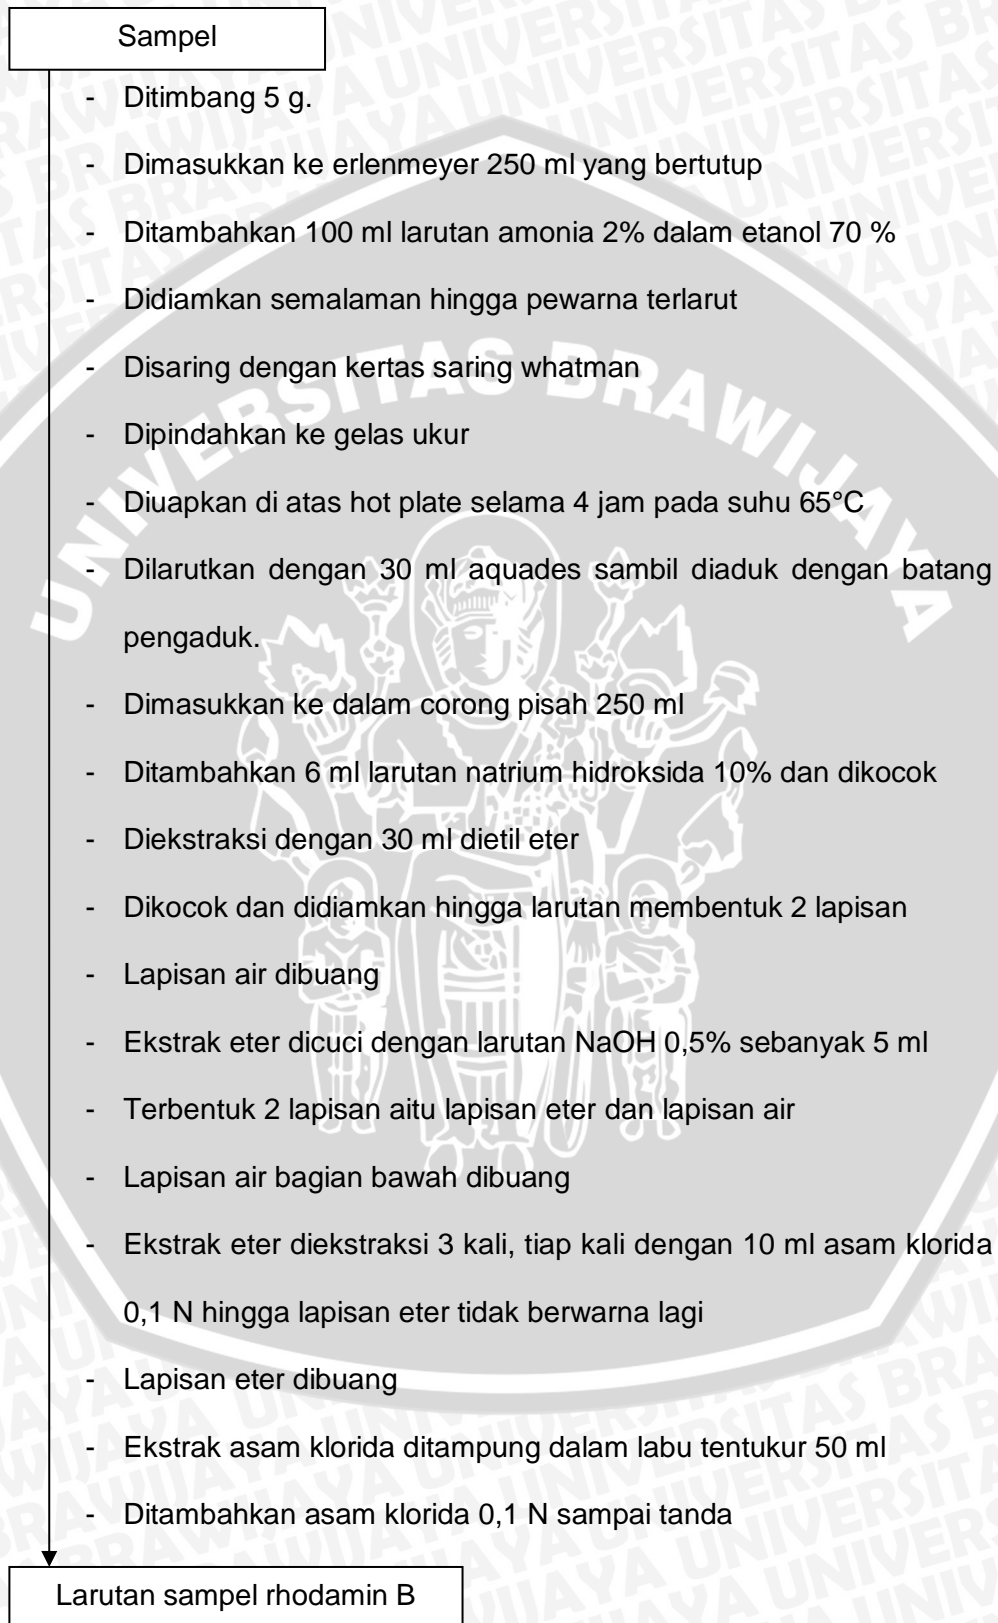 Sampel
- Ditimbang 5 g.
- Dimasukkan ke erlenmeyer 250 ml yang bertutup
- Ditambahkan 100 ml larutan amonia 2% dalam etanol 70 %
- Didiamkan semalaman hingga pewarna terlarut
- Disaring dengan kertas saring whatman
- Dipindahkan ke gelas ukur
- Diuapkan di atas hot plate selama 4 jam pada suhu 65°C
- Dilarutkan dengan 30 ml aquades sambil diaduk dengan batang
pengaduk.
- Dimasukkan ke dalam corong pisah 250 ml
- Ditambahkan 6 ml larutan natrium hidroksida 10% dan dikocok
- Diekstraksi dengan 30 ml dietil eter
- Dikocok dan didiamkan hingga larutan membentuk 2 lapisan
- Lapisan air dibuang
- Ekstrak eter dicuci dengan larutan NaOH 0,5% sebanyak 5 ml
- Terbentuk 2 lapisan aitu lapisan eter dan lapisan air
- Lapisan air bagian bawah dibuang
- Ekstrak eter diekstraksi 3 kali, tiap kali dengan 10 ml asam klorida
0,1 N hingga lapisan eter tidak berwarna lagi
- Lapisan eter dibuang
- Ekstrak asam klorida ditampung dalam labu tentukur 50 ml
- Ditambahkan asam klorida 0,1 N sampai tanda
Larutan sampel rhodamin B
UNIVERSITAS BRAWIJAYA